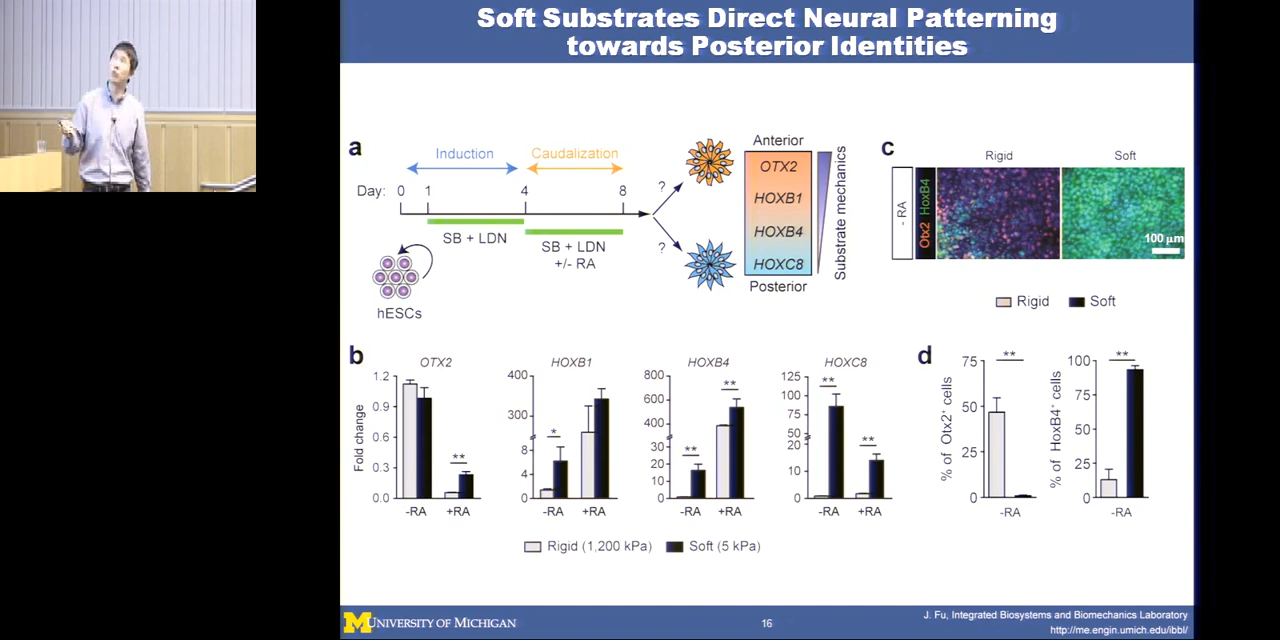 Soft Substrates Direct Neural Patterning
towards Posterior Identities
a
Induction
Caudalization
Day: 0 1 4 8
SB + LDN
SB + LDN
+/- RA
hESCs
?
?
Anterior
OTX2
HOXB1
HOXB4
HOXC8
Posterior
Substrate mechanics
c
Rigid Soft
- RA
Otx2 HoxB4
100 μm
Rigid Soft
b
OTX2
Fold change
1.2
0.9
0.6
0.3
0.0
**
-RA +RA
HOXB1
400
300
8
4
0
*
-RA +RA
HOXB4
800
600
400
30
20
10
0
**
**
-RA +RA
HOXC8
125
100
75
50
20
10
0
**
**
-RA +RA
Rigid (1,200 kPa) Soft (5 kPa)
d
% of Otx2+ cells
75
50
25
0
**
-RA
% of HoxB4+ cells
100
75
50
25
0
**
-RA
M UNIVERSITY OF MICHIGAN
16
J. Fu, Integrated Biosystems and Biomechanics Laboratory
http://me.engin.umich.edu/ibbl/